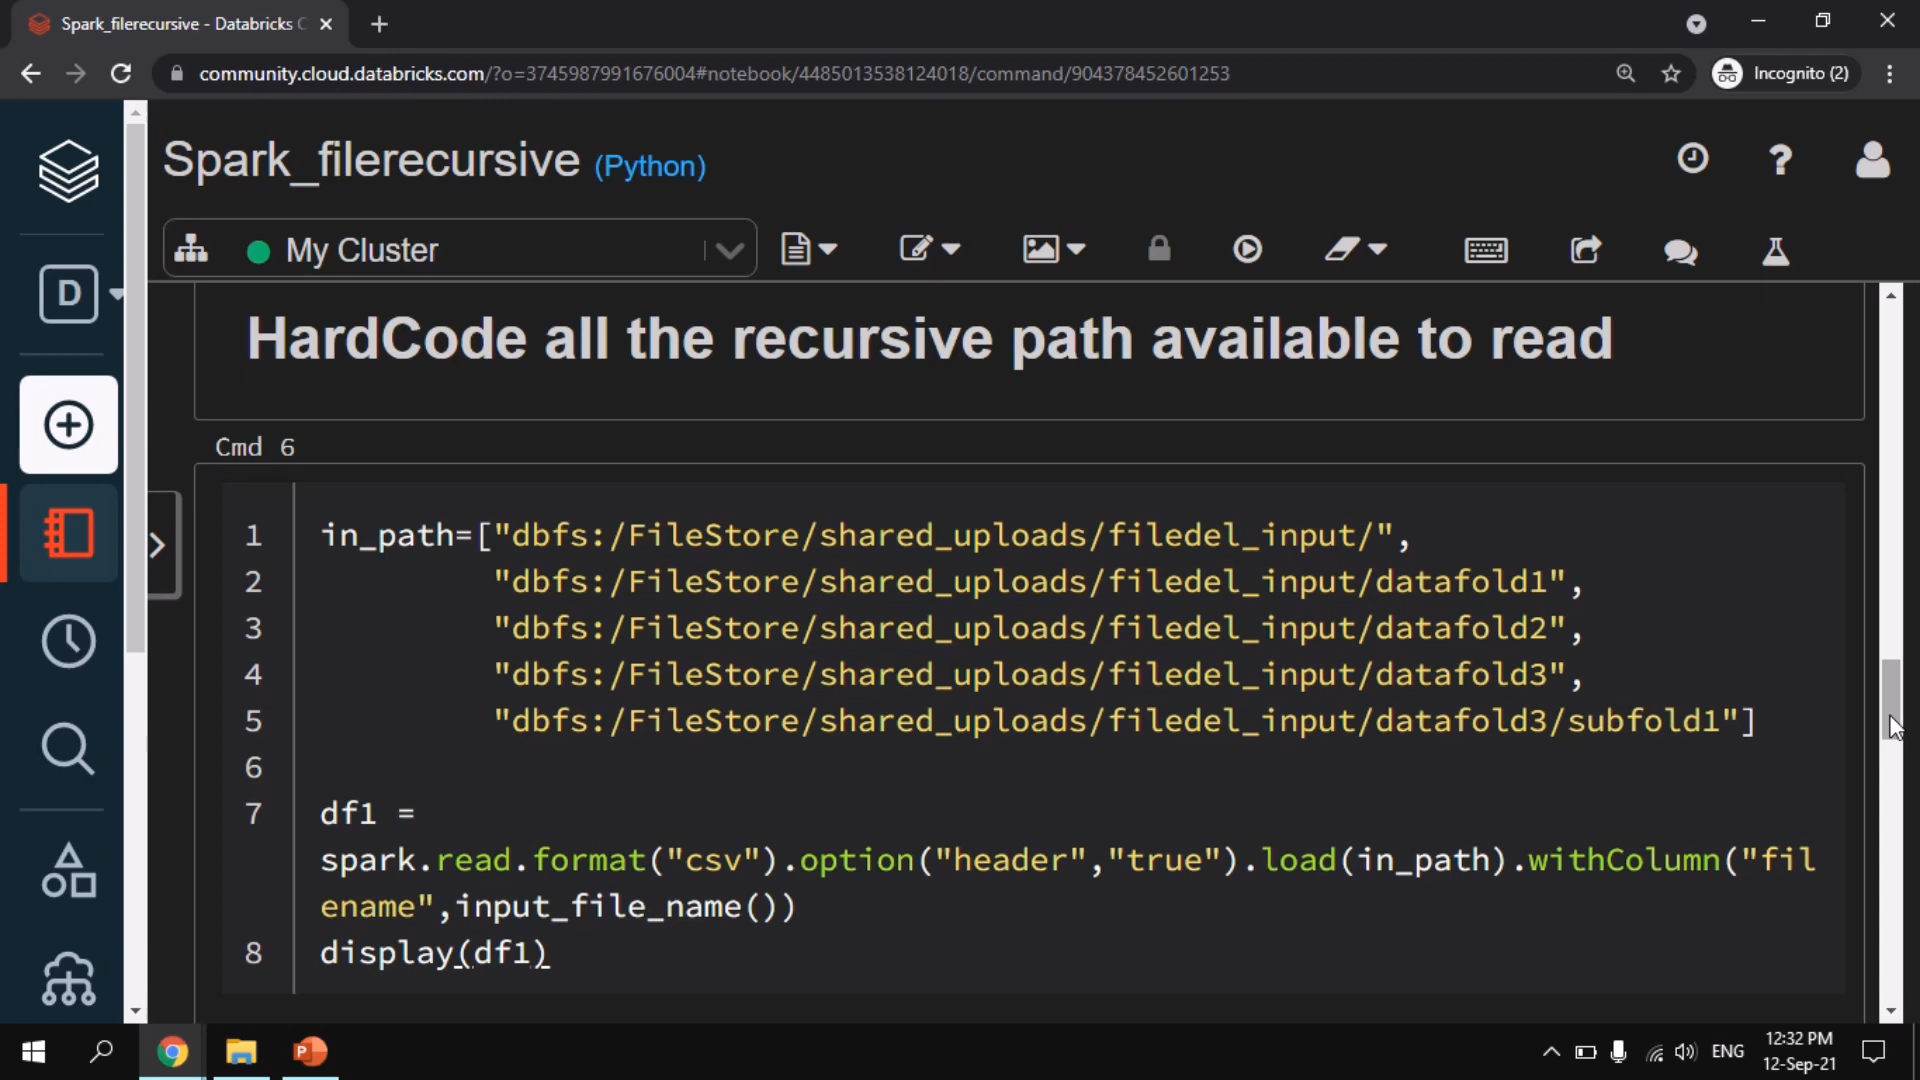 Spark_filerecursive - Databricks C
community.cloud.databricks.com/?o=3745987991676004#notebook/4485013538124018/command/904378452601253
Incognito (2)
Spark_filerecursive (Python)
My Cluster
D
HardCode all the recursive path available to read
Cmd 6
1 in_path=["dbfs:/FileStore/shared_uploads/filedel_input/",
2 "dbfs:/FileStore/shared_uploads/filedel_input/datafold1",
3 "dbfs:/FileStore/shared_uploads/filedel_input/datafold2",
4 "dbfs:/FileStore/shared_uploads/filedel_input/datafold3",
5 "dbfs:/FileStore/shared_uploads/filedel_input/datafold3/subfold1"]
6
7 df1 =
spark.read.format("csv").option("header","true").load(in_path).withColumn("fil
ename",input_file_name())
8 display(df1)
ENG
12:32 PM
12-Sep-21